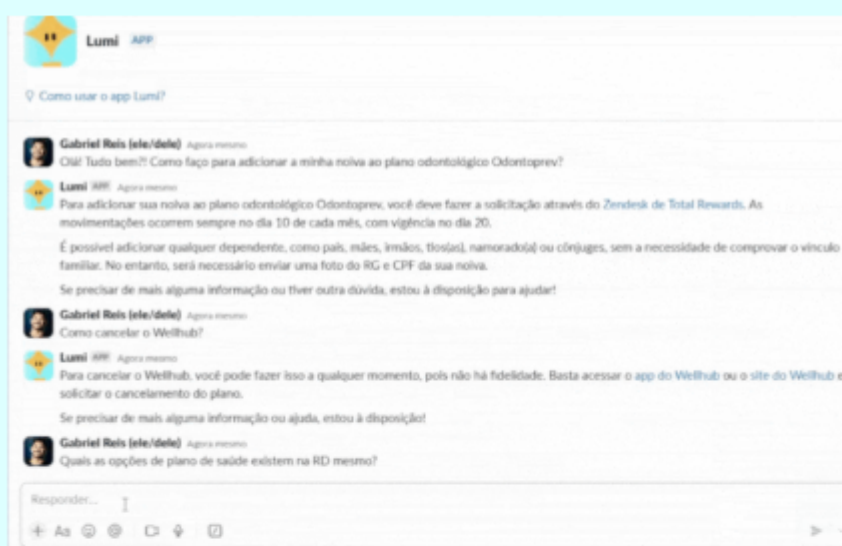 Lumi APP
Como usar o app Lumi?
Gabriel Reis (ele/dele) Agora mesmo
Olá! Tudo bem?! Como faço para adicionar a minha noiva ao plano odontológico Odontoprev?
Lumi APP Agora mesmo
Para adicionar sua noiva ao plano odontológico Odontoprev, você deve fazer a solicitação através do Zendesk de Total Rewards. As
movimentações ocorrem sempre no dia 10 de cada mês, com vigência no dia 20.
É possível adicionar qualquer dependente, como pais, mães, irmãos, tios(as), namorado(a) ou cônjuges, sem a necessidade de comprovar o vínculo
familiar. No entanto, será necessário enviar uma foto do RG e CPF da sua noiva.
Se precisar de mais alguma informação ou tiver outra dúvida, estou à disposição para ajudar!
Gabriel Reis (ele/dele) Agora mesmo
Como cancelar o Wellhub?
Lumi APP Agora mesmo
Para cancelar o Wellhub, você pode fazer isso a qualquer momento, pois não há fidelidade. Basta acessar o app do Wellhub ou o site do Wellhub e
solicitar o cancelamento do plano.
Se precisar de mais alguma informação ou ajuda, estou à disposição!
Gabriel Reis (ele/dele) Agora mesmo
Quais as opções de plano de saúde existem na RD mesmo?
Responder...
Aa